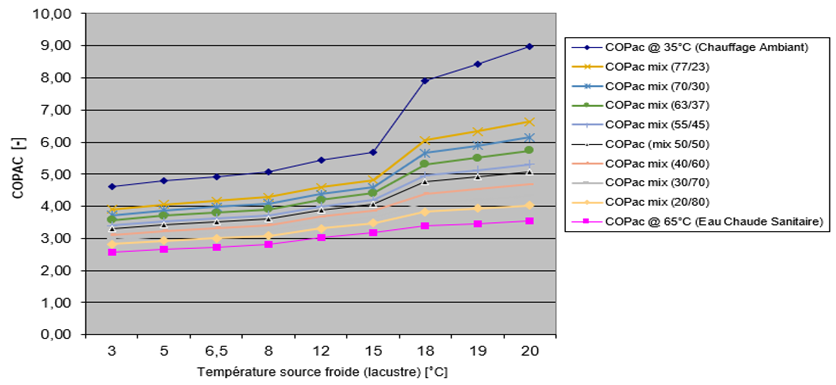 10,00
9,00
8,00
7,00
6,00
5,00
4,00
3,00
2,00
1,00
0,00
COPAC [-]
3 5 6,5 8 12 15 18 19 20
Température source froide (lacustre) [°C]
COPac @ 35°C (Chauffage Ambiant)
COPac mix (77/23)
COPac mix (70/30)
COPac mix (63/37)
COPac mix (55/45)
COPac (mix 50/50)
COPac mix (40/60)
COPac mix (30/70)
COPac mix (20/80)
COPac @ 65°C (Eau Chaude Sanitaire)